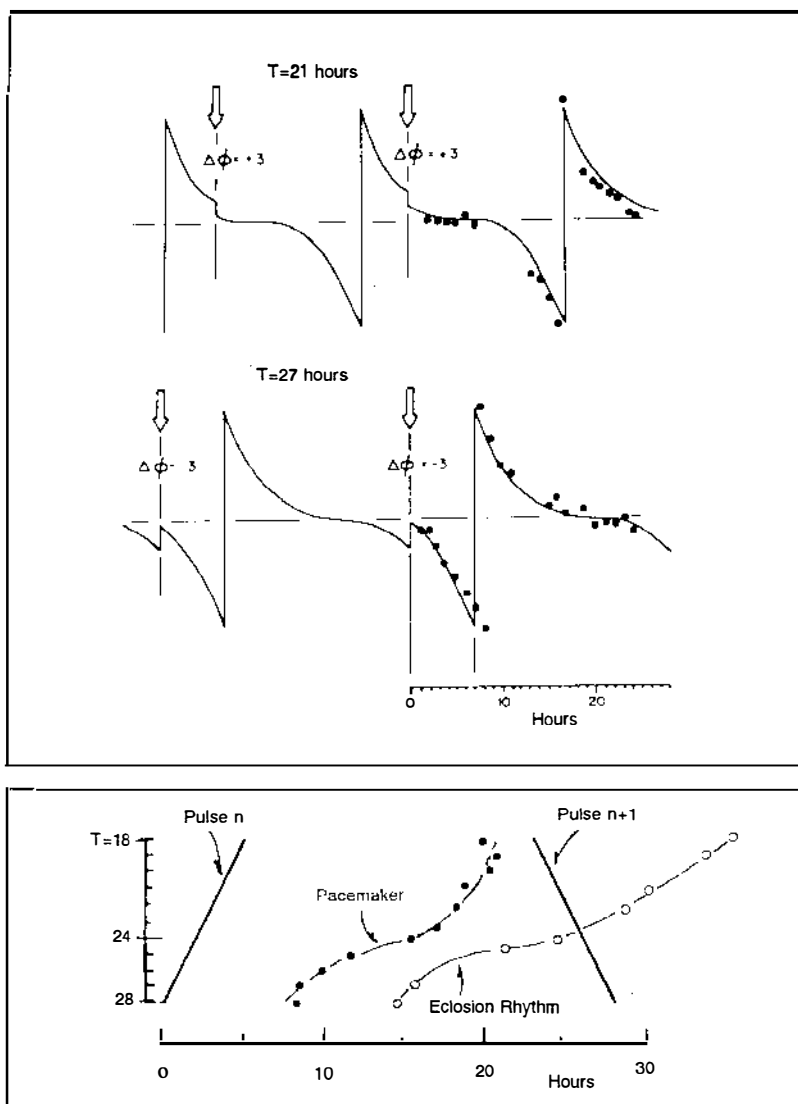 T=21 hours
Δϕ=+3
Δϕ=+3
T=27 hours
Δϕ- 3
Δϕ=-3
0 10 20
Hours
Pulse n
Pulse n+1
T=18
Pacemaker
24
Eclosion Rhythm
28
0 10 20 30
Hours